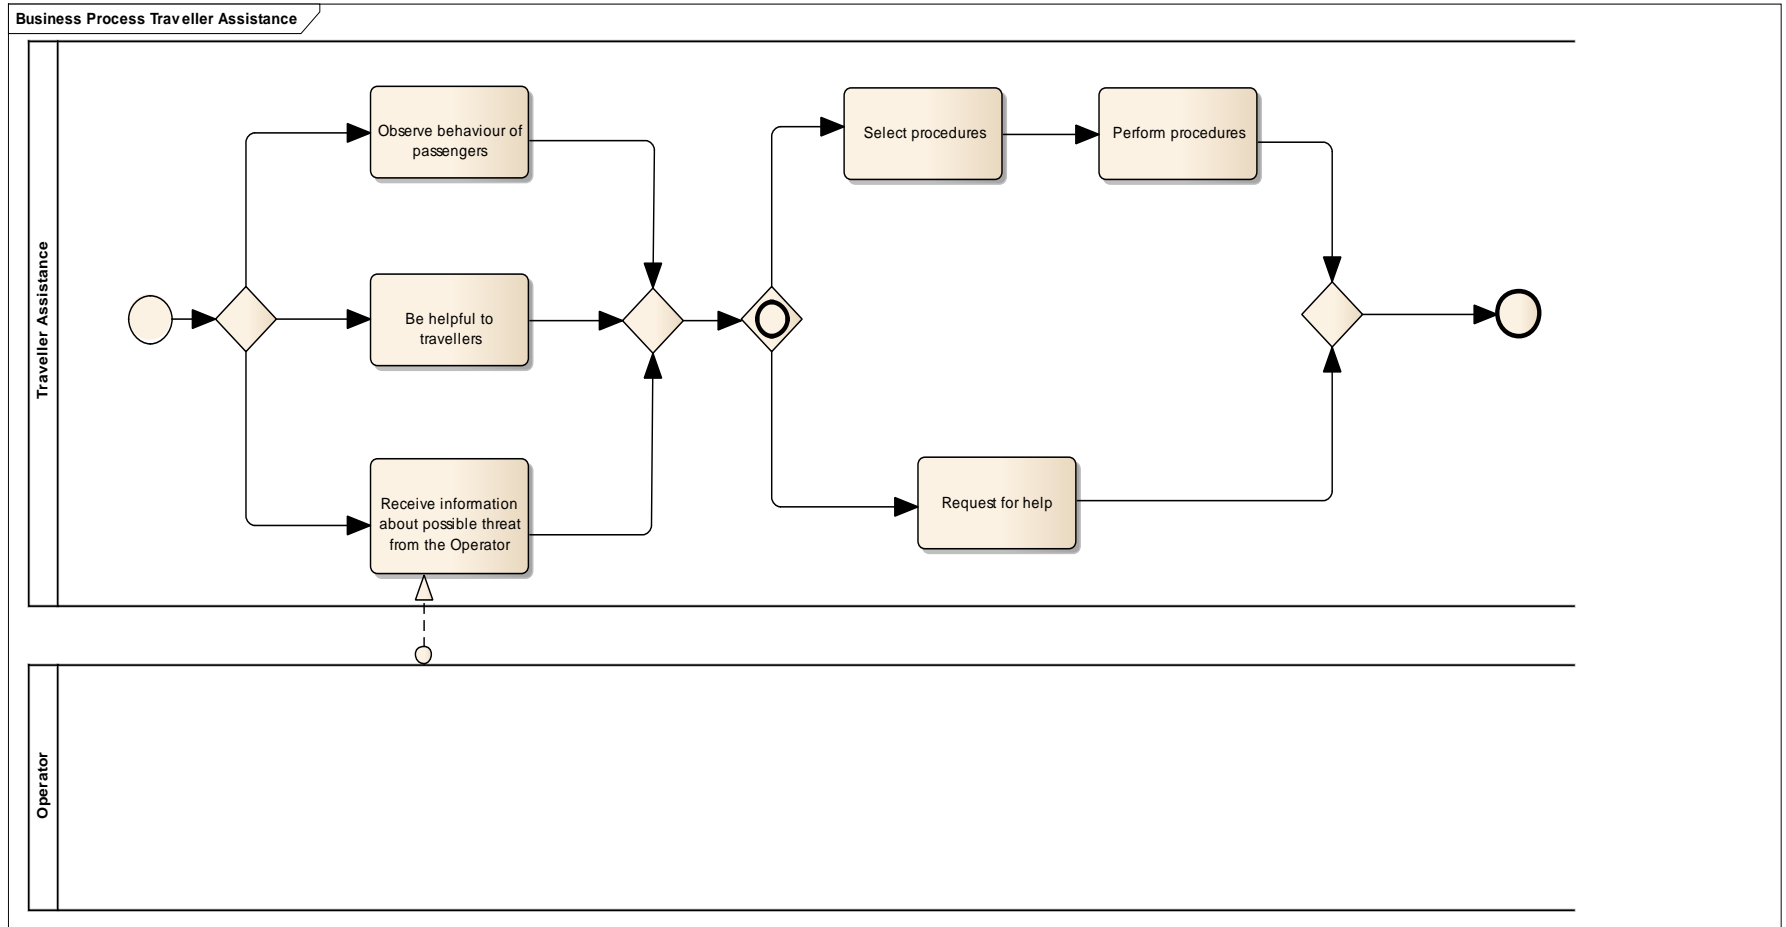 Business Process Traveller Assistance
Traveller Assistance
Observe behaviour of
passengers
Be helpful to
travellers
Receive information
about possible threat
from the Operator
Select procedures
Perform procedures
Request for help
Operator